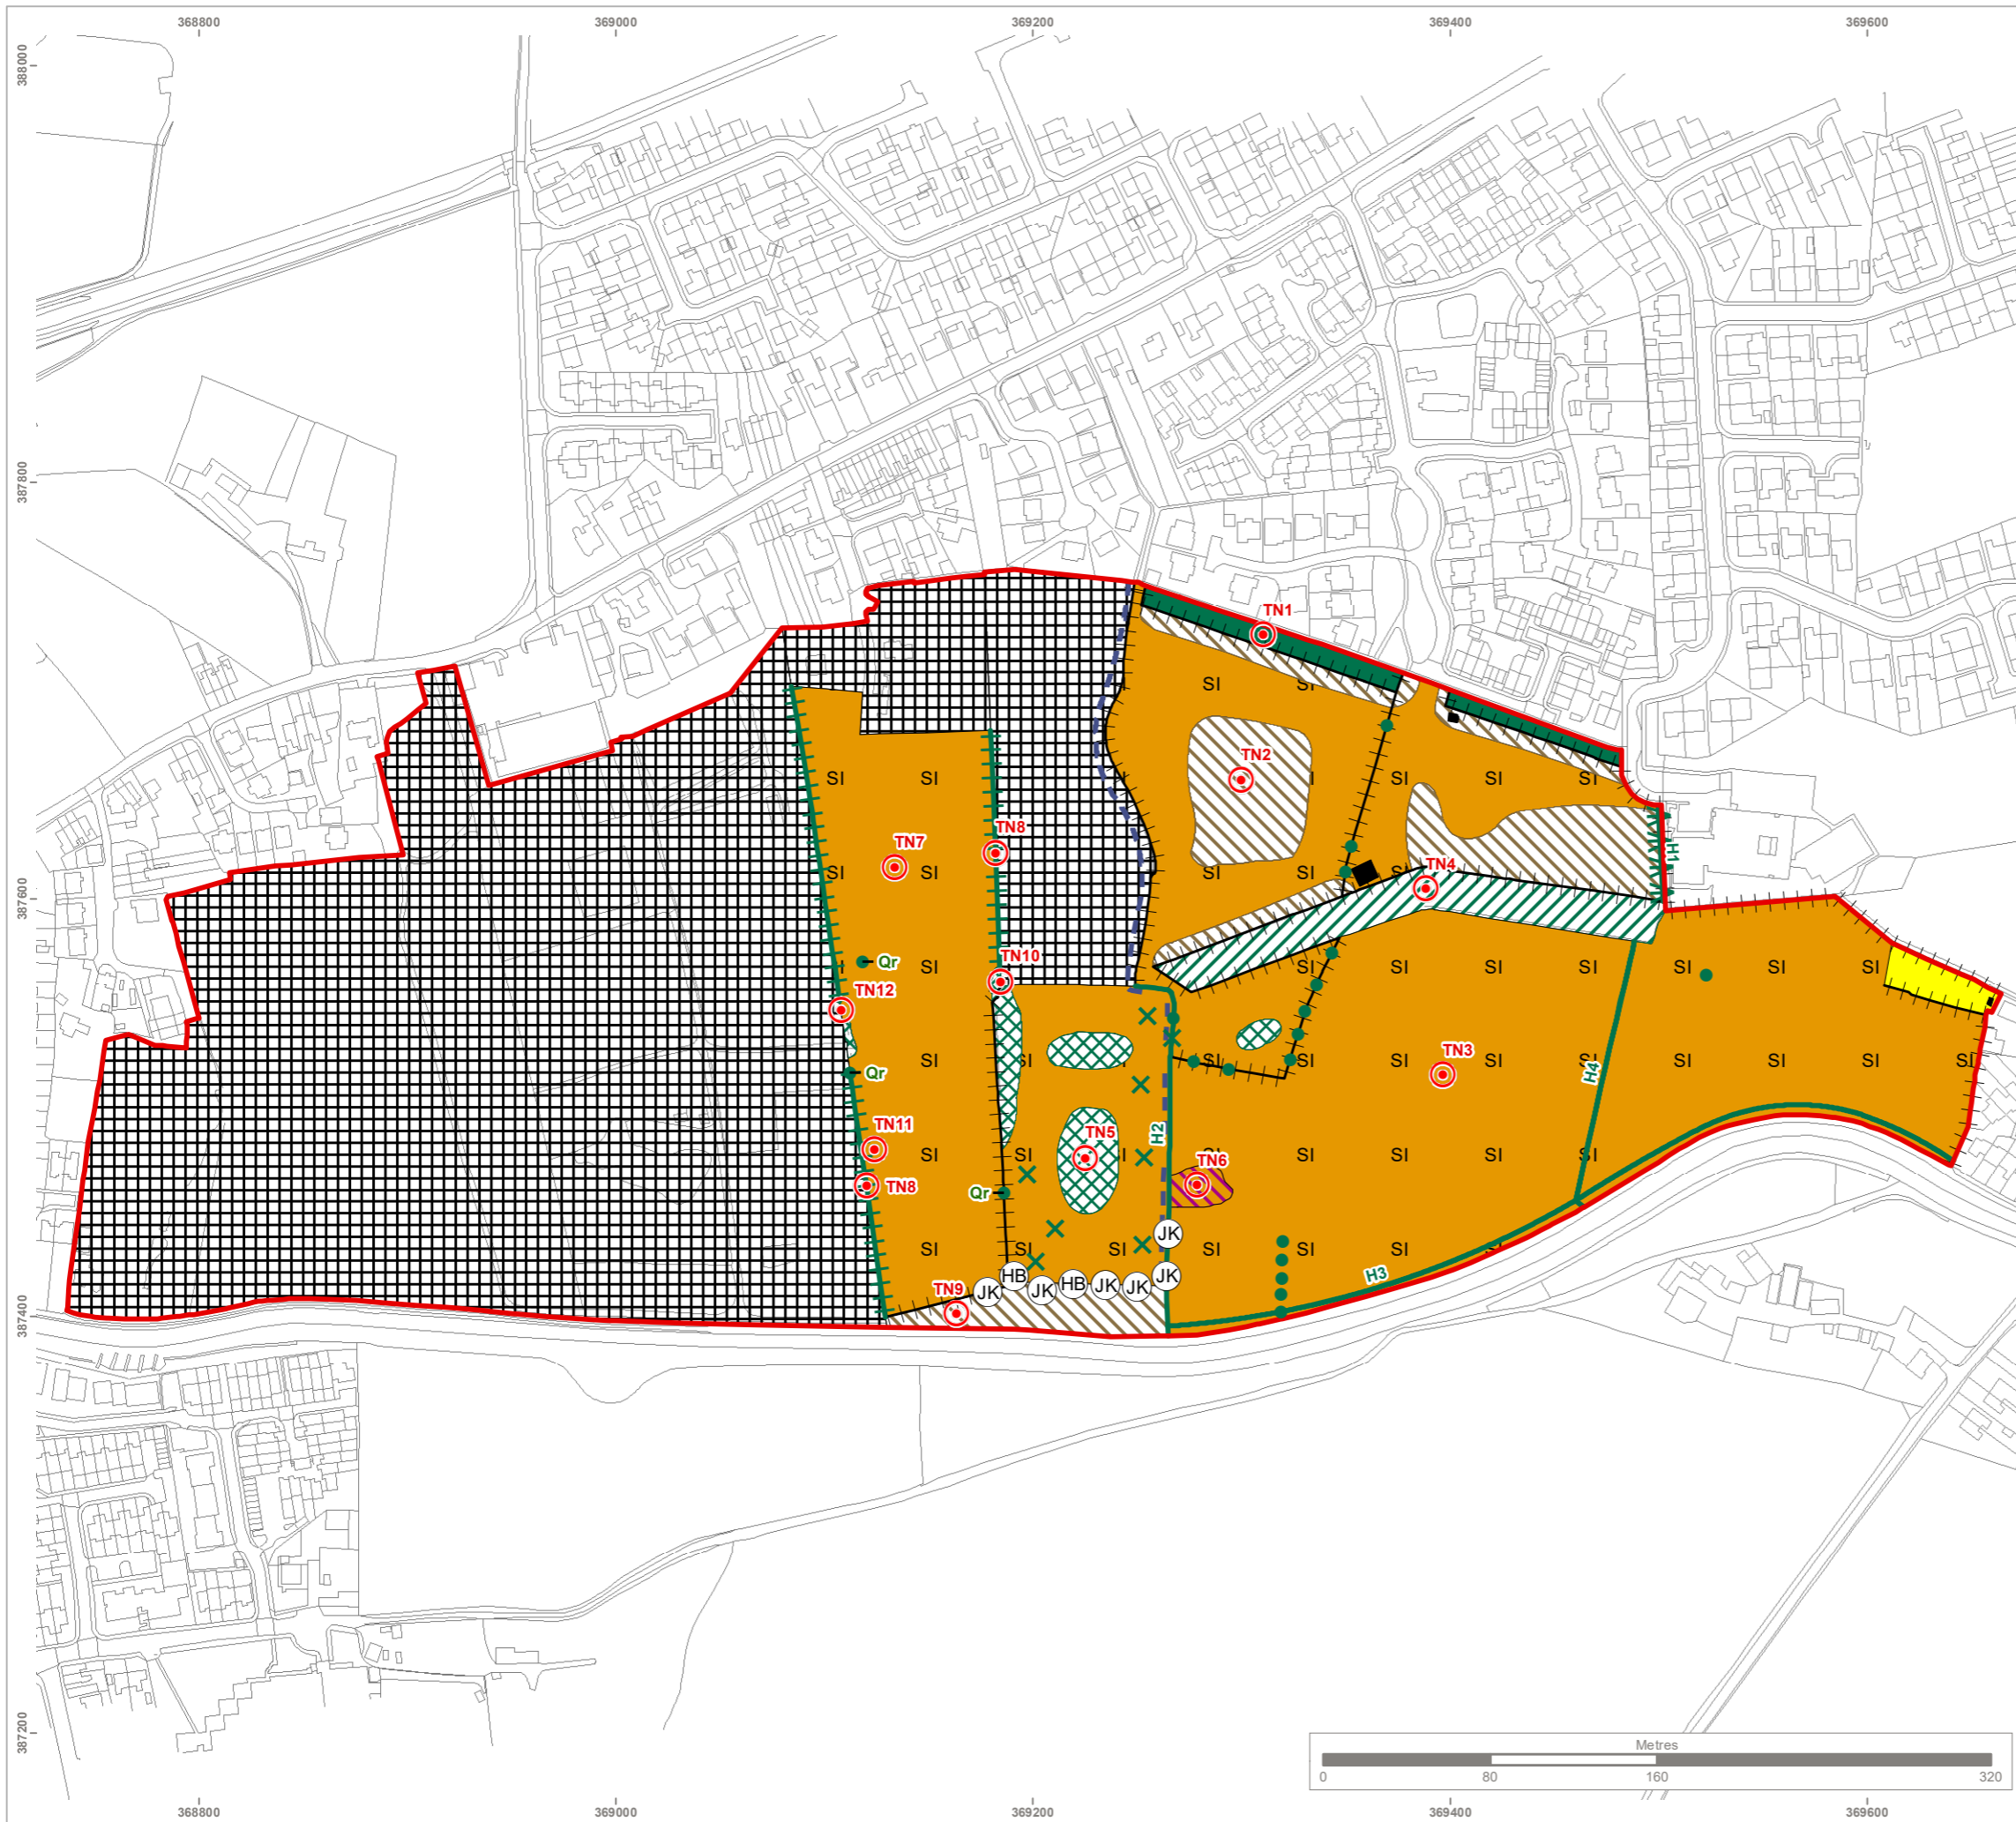 368800 369000 369200 369400 369600
388000
TN1
SI SI
387800
TN2
SI SI SI SI SI
TN7 TN8
H1
TN4
SI SI SI SI
387600
Qr SI TN10 SI SI SI SI SI SI
TN12
TN3
SI SI SI SI SI SI SI SI SI SI
Qr
H4
TN11 H2
TN5
SI SI SI SI SI SI SI
TN6
TN8 Qr
JK
SI SI SI SI SI SI
HB JK H3
TN9 JK JK HB JK JK
387400
387200
Metres
0 80 160 320
368800 369000 369200 369400 369600